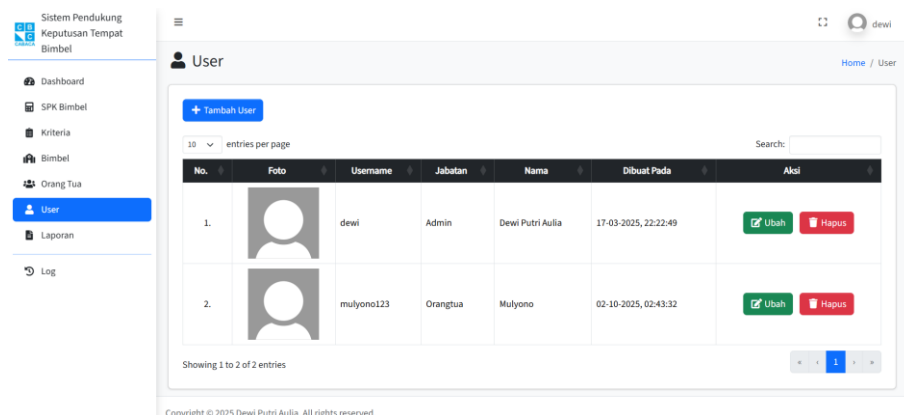 C B
N C
CARACA
Sistem Pendukung
Keputusan Tempat
Bimbel
dewi
User
Home / User
Dashboard
SPK Bimbel
Kriteria
Bimbel
Orang Tua
User
Laporan
Log
+ Tambah User
10 entries per page
Search:
No. Foto Username Jabatan Nama Dibuat Pada Aksi
1. dewi Admin Dewi Putri Aulia 17-03-2025, 22:22:49 Ubah Hapus
2. mulyono123 Orangtua Mulyono 02-10-2025, 02:43:32 Ubah Hapus
Showing 1 to 2 of 2 entries
« ‹ 1 › »
Copyright © 2025 Dewi Putri Aulia. All rights reserved.